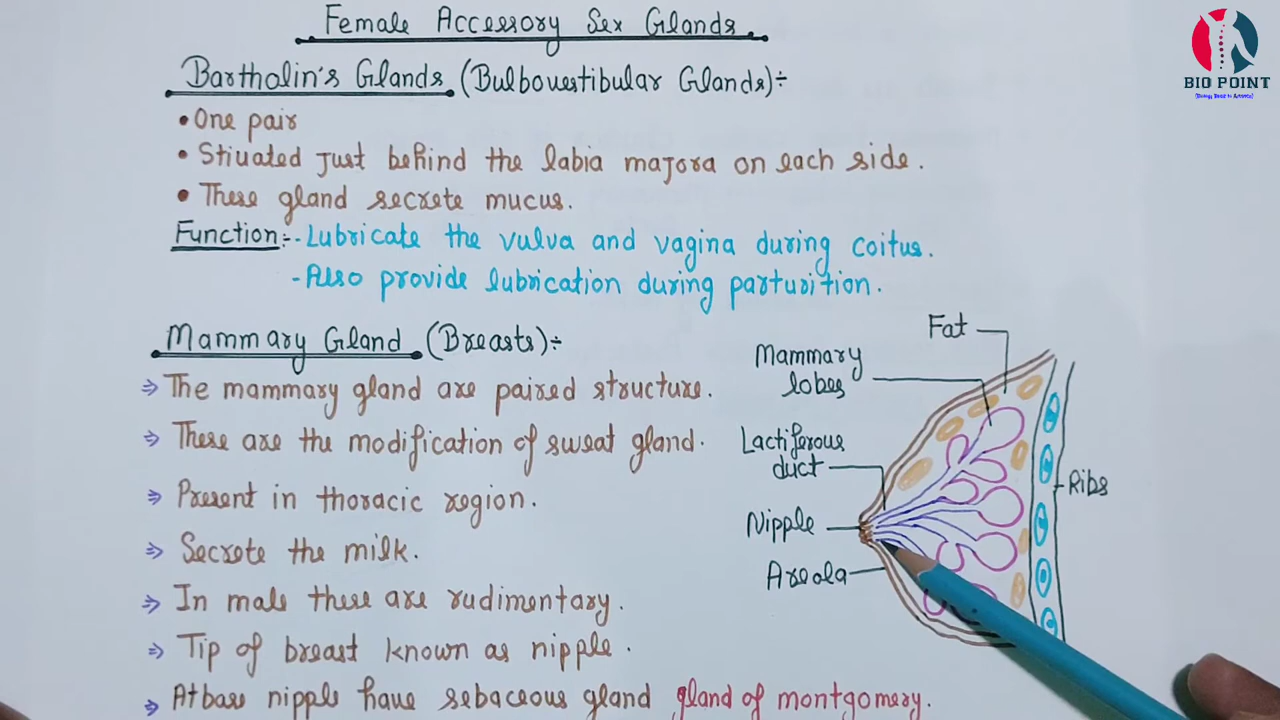 Female Accessory Sex Glands.
Bartholin's Glands (Bulbovestibular Glands)÷
• One pair
• Stiuated just behind the labia majora on each side.
• These gland secrete mucus.
Function:- - Lubricate the vulva and vagina during coitus.
- Also provide lubrication during parturition.
Mammary Gland (Breasts)÷
⇒ The mammary gland are paired structure.
⇒ These are the modification of sweat gland.
⇒ Present in thoracic region.
⇒ Secrete the milk.
⇒ In male these are rudimentary.
⇒ Tip of breast known as nipple.
⇒ At base nipple have sebaceous gland gland of montgomery.
Fat
Mammary
lobes
Lactiferous
duct
Nipple
Areola
Ribs
BIO POINT